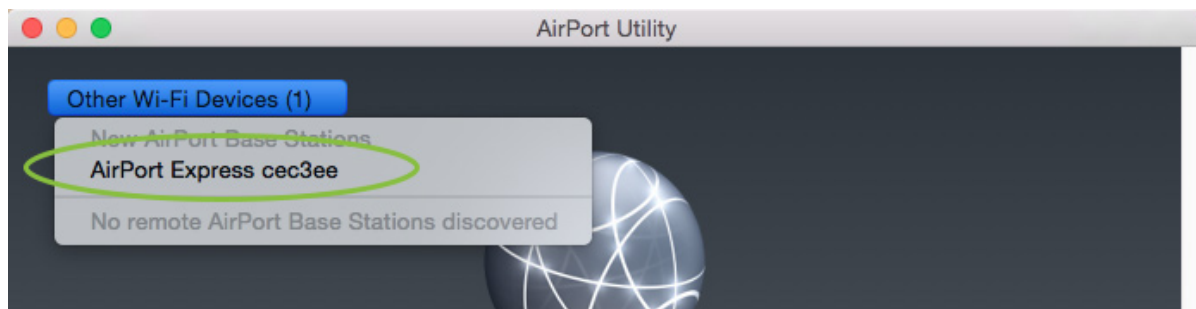 AirPort Utility
Other Wi-Fi Devices (1)
New AirPort Base Stations
AirPort Express cec3ee
No remote AirPort Base Stations discovered